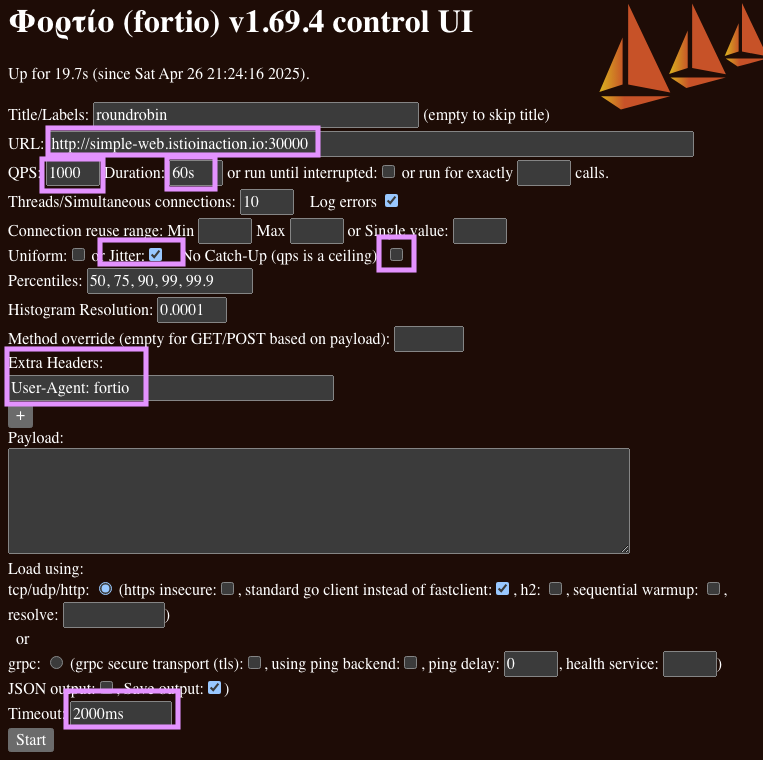 Φορτίο (fortio) v1.69.4 control UI
Up for 19.7s (since Sat Apr 26 21:24:16 2025).
Title/Labels: roundrobin (empty to skip title)
URL: http://simple-web.istioinaction.io:30000
QPS: 1000 Duration: 60s or run until interrupted: or run for exactly calls.
Threads/Simultaneous connections: 10 Log errors
Connection reuse range: Min Max or Single value:
Uniform: or Jitter: No Catch-Up (qps is a ceiling)
Percentiles: 50, 75, 90, 99, 99.9
Histogram Resolution: 0.0001
Method override (empty for GET/POST based on payload):
Extra Headers:
User-Agent: fortio
+
Payload:
Load using:
tcp/udp/http: (https insecure: , standard go client instead of fastclient: , h2: , sequential warmup: ,
resolve: )
or
grpc: (grpc secure transport (tls): , using ping backend: , ping delay: 0 , health service: )
JSON output: , Save output: )
Timeout: 2000ms
Start